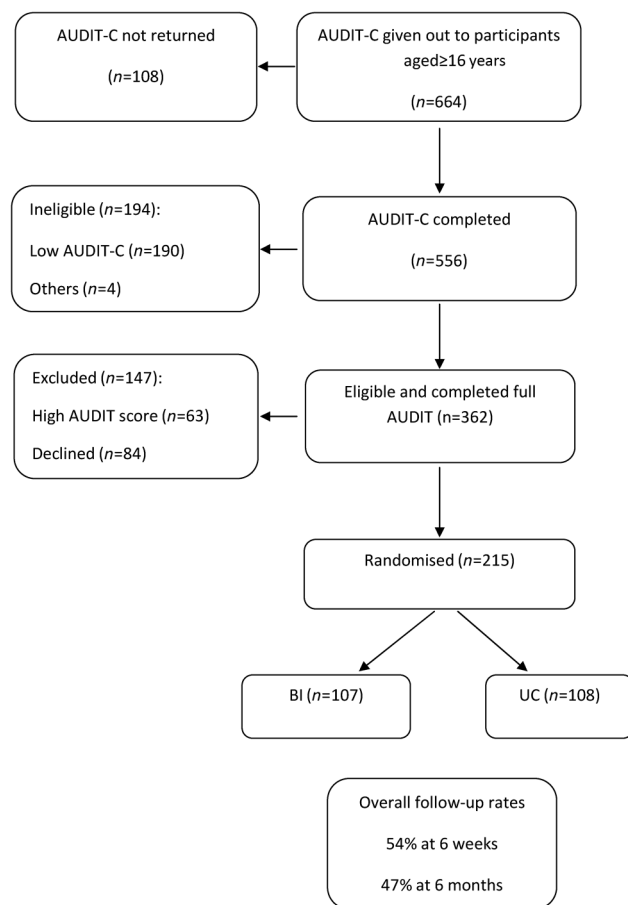 AUDIT-C not returned
(n=108)
AUDIT-C given out to participants
aged≥16 years
(n=664)
Ineligible (n=194):
Low AUDIT-C (n=190)
Others (n=4)
AUDIT-C completed
(n=556)
Excluded (n=147):
High AUDIT score (n=63)
Declined (n=84)
Eligible and completed full
AUDIT (n=362)
Randomised (n=215)
BI (n=107)
UC (n=108)
Overall follow-up rates
54% at 6 weeks
47% at 6 months